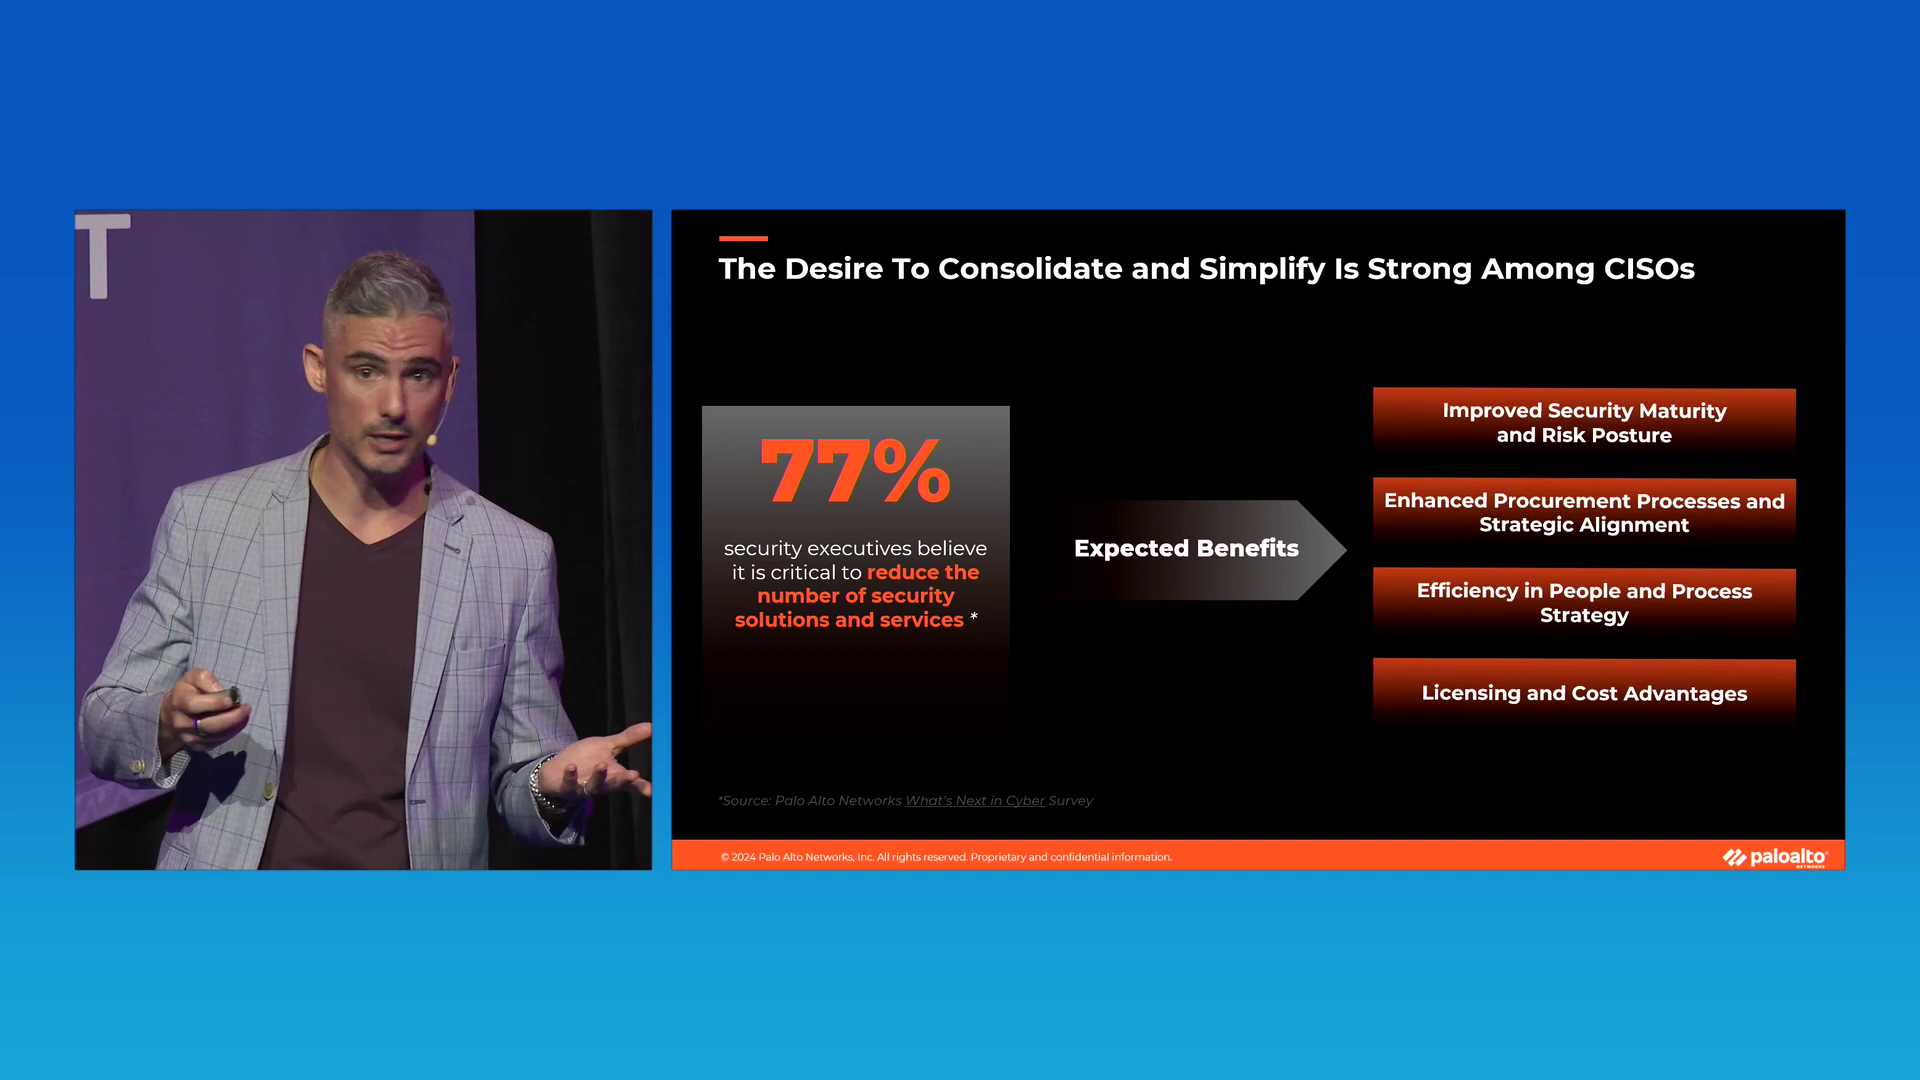 T
The Desire To Consolidate and Simplify Is Strong Among CISOs
77%
security executives believe
it is critical to reduce the
number of security
solutions and services *
Expected Benefits
Improved Security Maturity
and Risk Posture
Enhanced Procurement Processes and
Strategic Alignment
Efficiency in People and Process
Strategy
Licensing and Cost Advantages
*Source: Palo Alto Networks What's Next in Cyber Survey
© 2024 Palo Alto Networks, Inc. All rights reserved. Proprietary and confidential information.
paloalto
NETWORKS